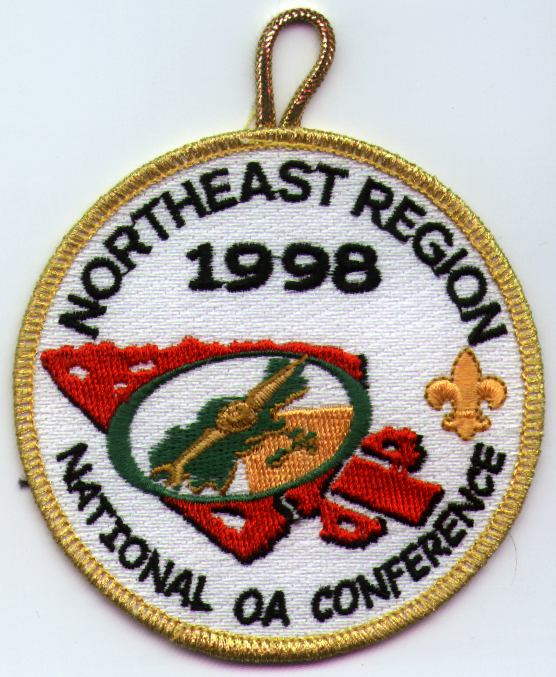 NORTHEAST REGION
1998
NATIONAL OA CONFERENCE